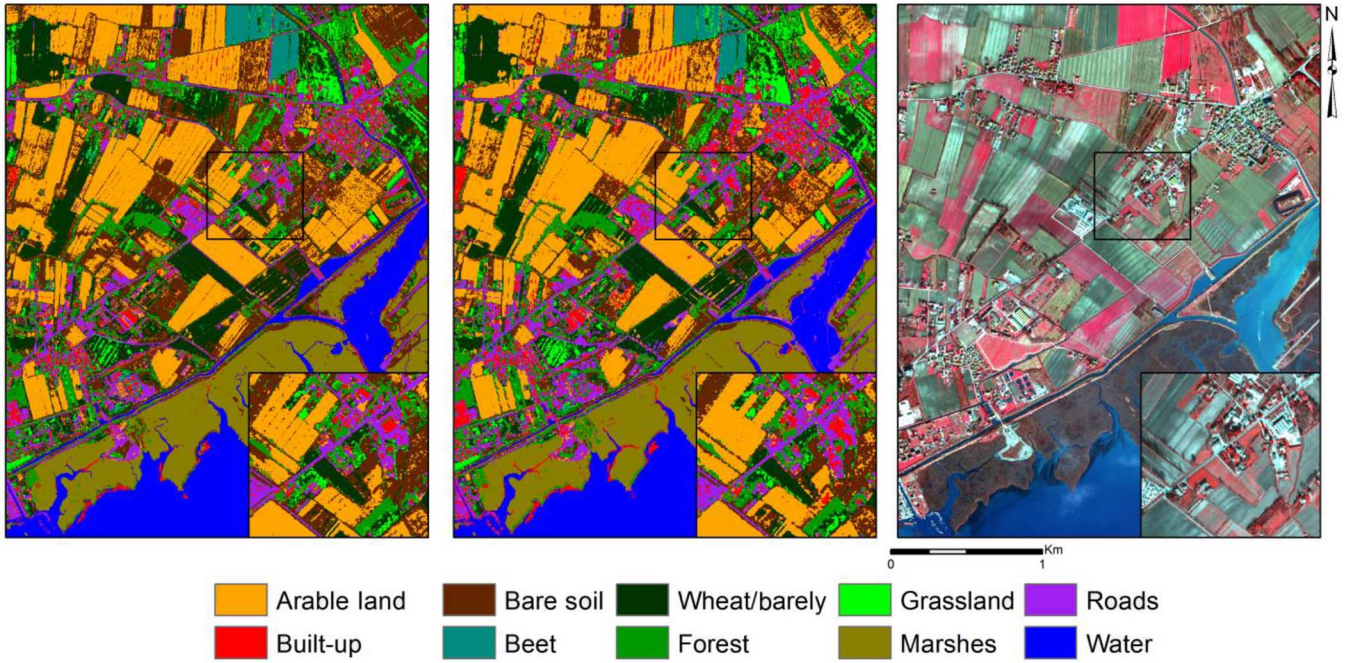 N
Km
0 1
Arable land Bare soil Wheat/barely Grassland Roads
Built-up Beet Forest Marshes Water